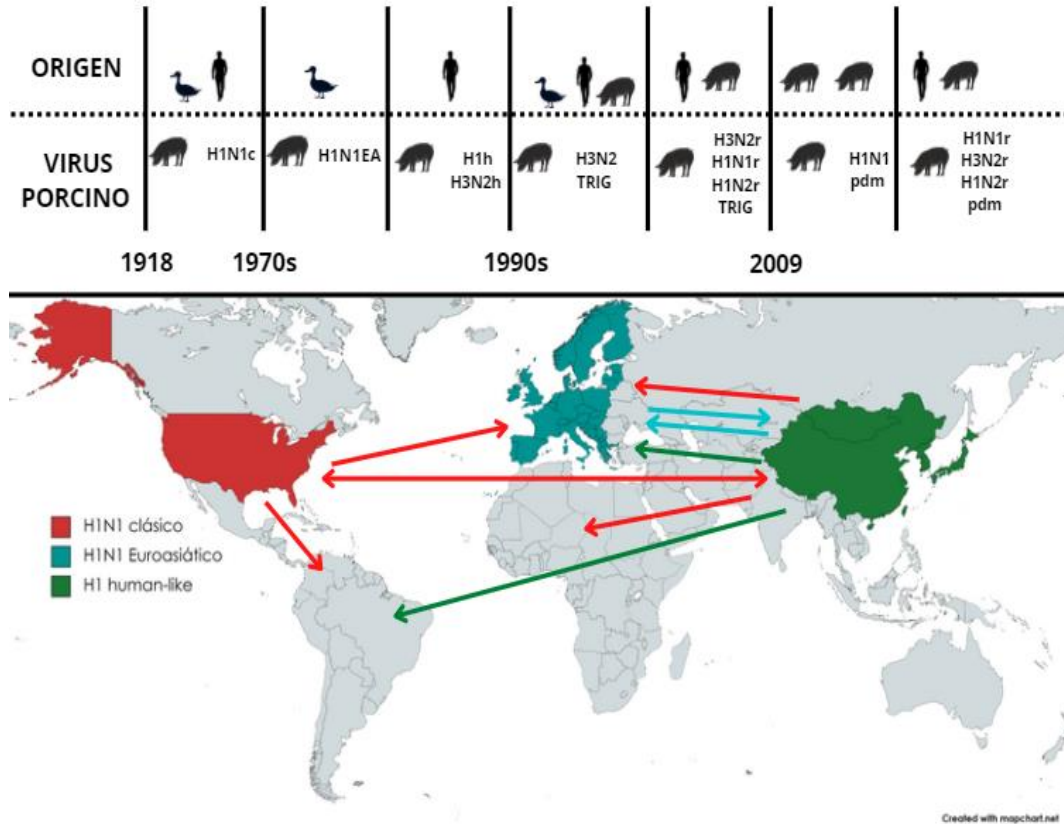 ORIGEN
VIRUS
PORCINO
H1N1c
H1N1EA
H1h
H3N2h
H3N2
TRIG
H3N2r
H1N1r
H1N2r
TRIG
H1N1
pdm
H1N1r
H3N2r
H1N2r
pdm
1918
1970s
1990s
2009
H1N1 clásico
H1N1 Euroasiático
H1 human-like
Created with mapchart.net